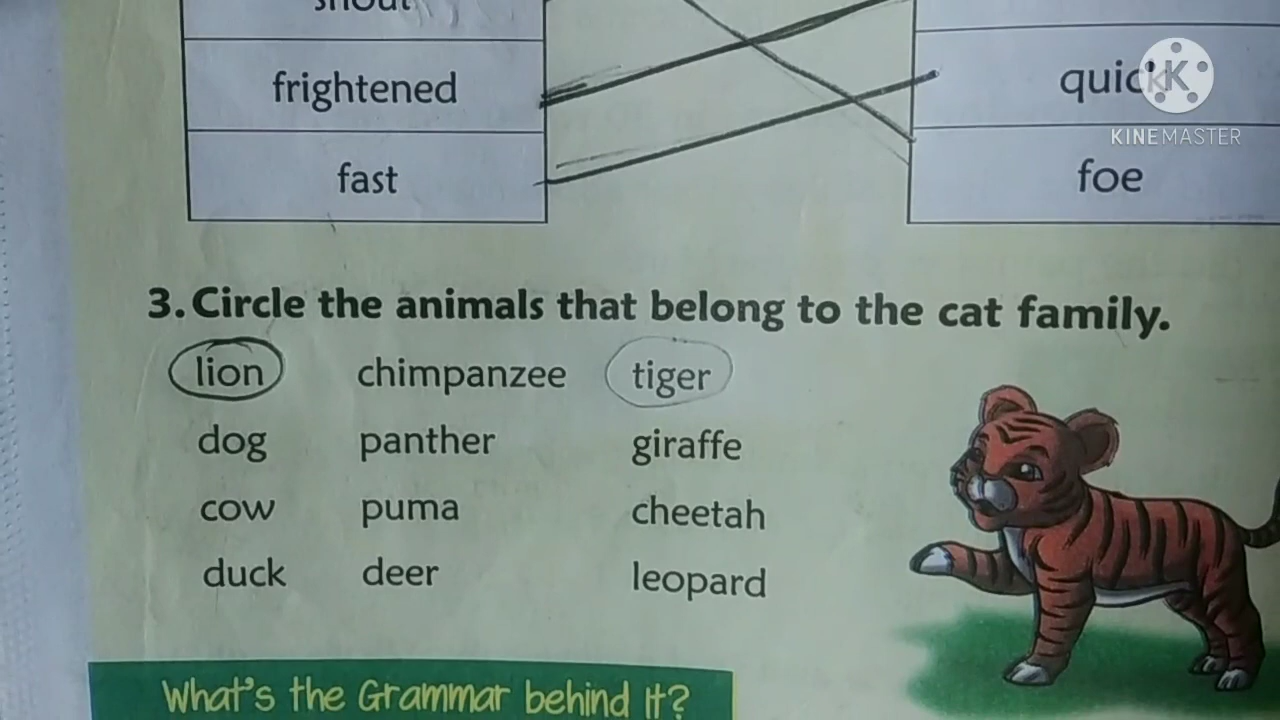 shout
frightened
quick
KINEMASTER
fast
foe
3. Circle the animals that belong to the cat family.
lion chimpanzee tiger
dog panther giraffe
cow puma cheetah
duck deer leopard
What's the Grammar behind it?